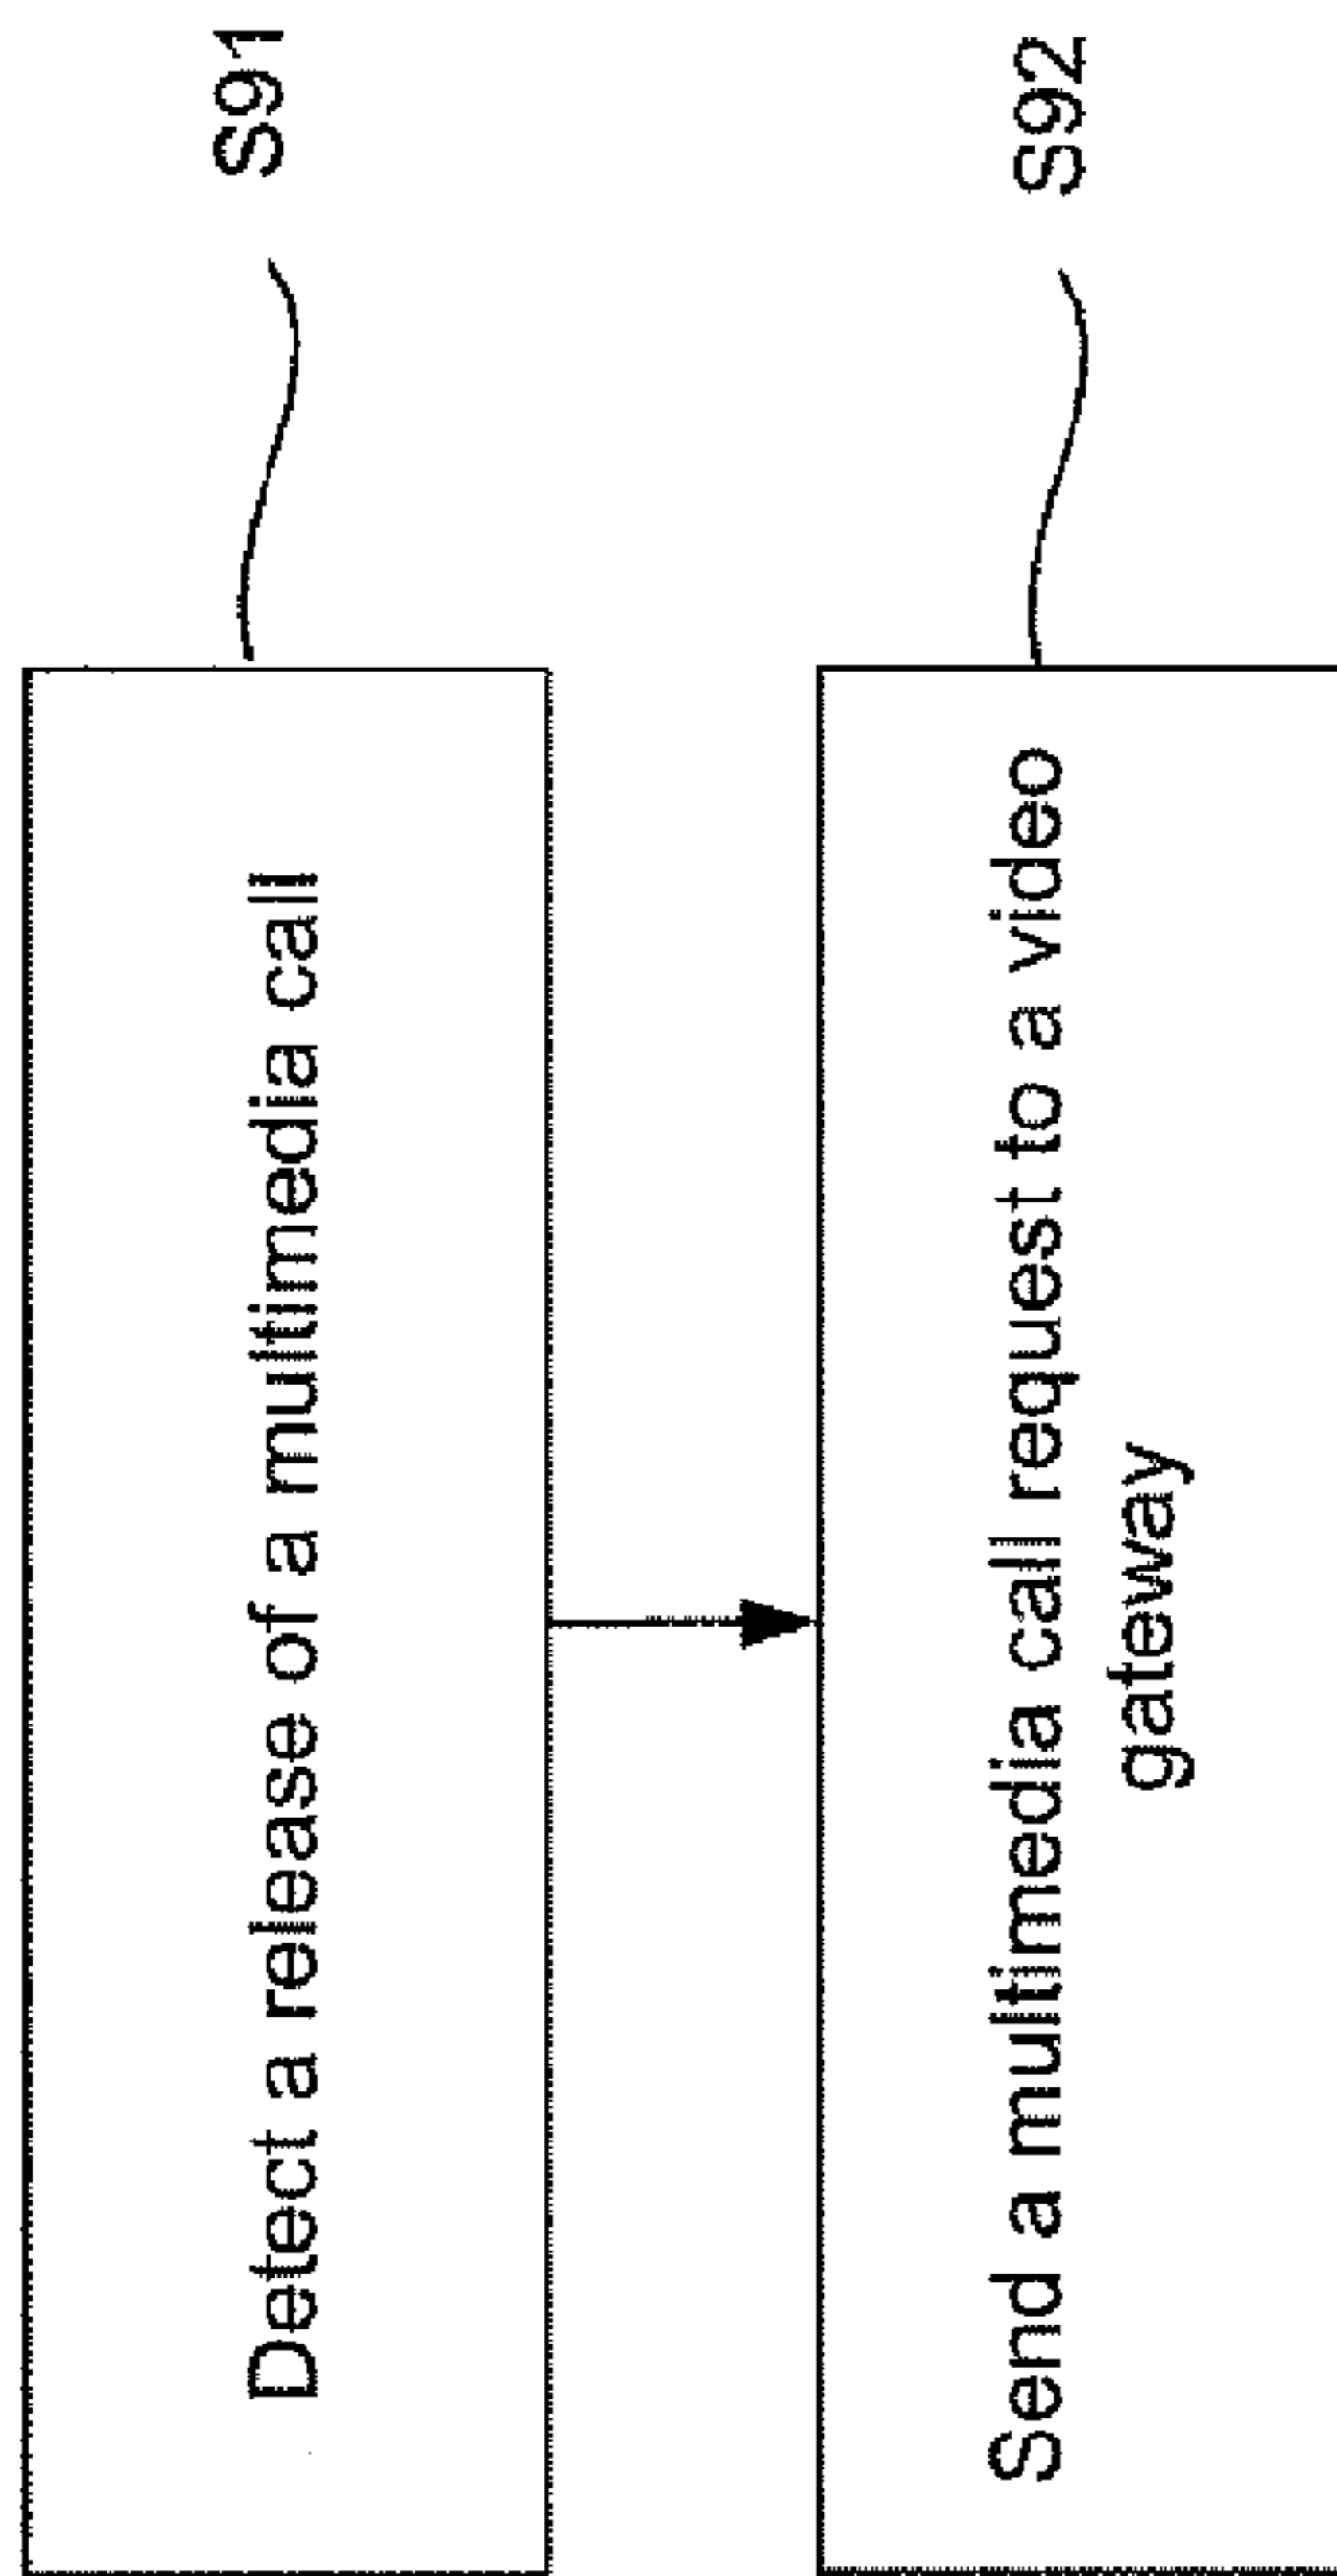 Detect a release of a multimedia call
S91
Send a multimedia call request to a video
gateway
S92